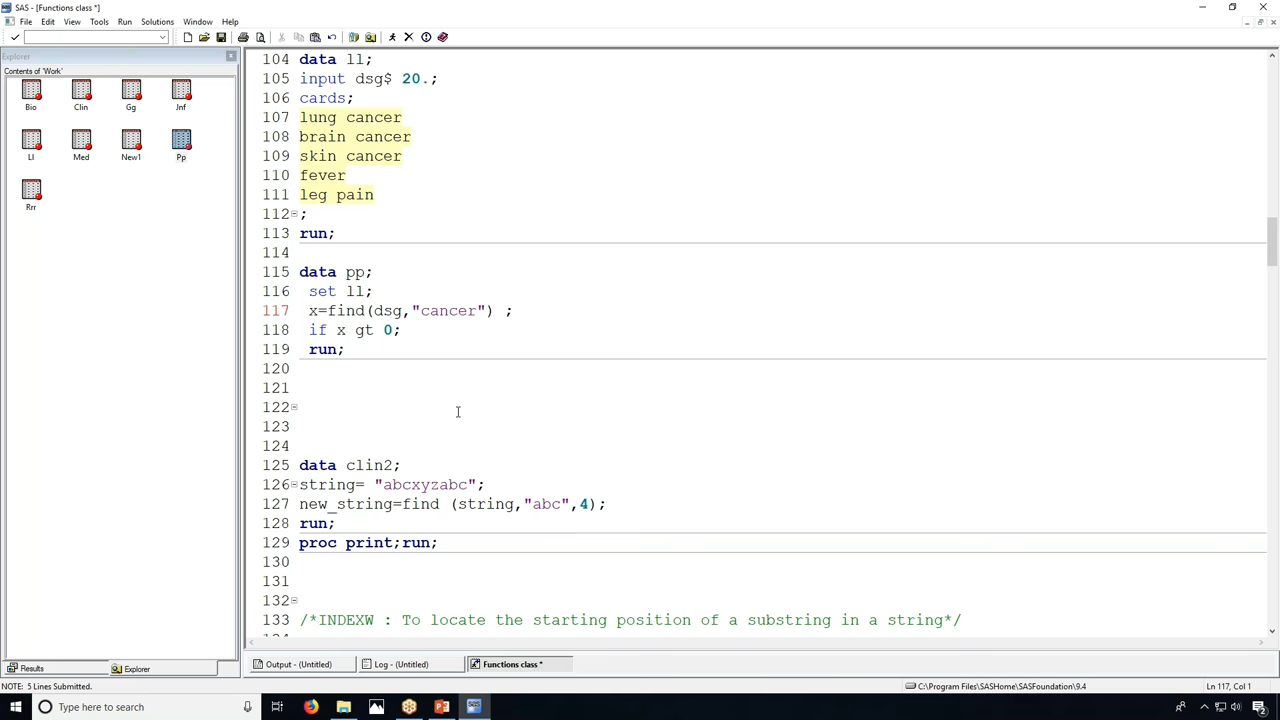 SAS - [Functions class *]
File Edit View Tools Run Solutions Window Help
Explorer
Contents of 'Work'
Bio Clin Gg Jnf
Ll Med New1 Pp
Rrr
104 data ll;
105 input dsg$ 20.;
106 cards;
107 lung cancer
108 brain cancer
109 skin cancer
110 fever
111 leg pain
112 ;
113 run;
114
115 data pp;
116 set ll;
117 x=find(dsg,"cancer") ;
118 if x gt 0;
119 run;
120
121
122
123
124
125 data clin2;
126 string= "abcxyzabc";
127 new_string=find (string,"abc",4);
128 run;
129 proc print;run;
130
131
132
133 /*INDEXW : To locate the starting position of a substring in a string*/
Results Explorer
Output - (Untitled) Log - (Untitled) Functions class *
NOTE: 5 Lines Submitted.
C:\Program Files\SASHome\SASFoundation\9.4
Ln 117, Col 1
Type here to search
12:06 PM